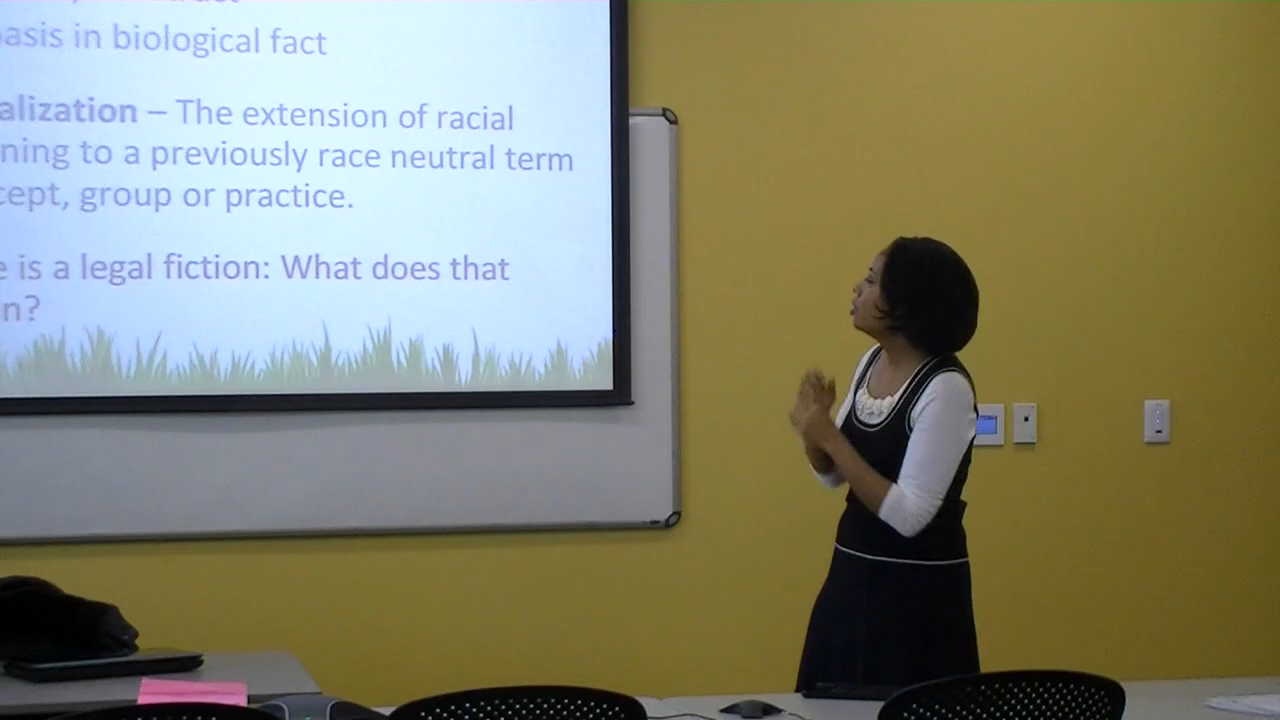 asis in biological fact
alization – The extension of racial
ning to a previously race neutral term
cept, group or practice.
e is a legal fiction: What does that
n?